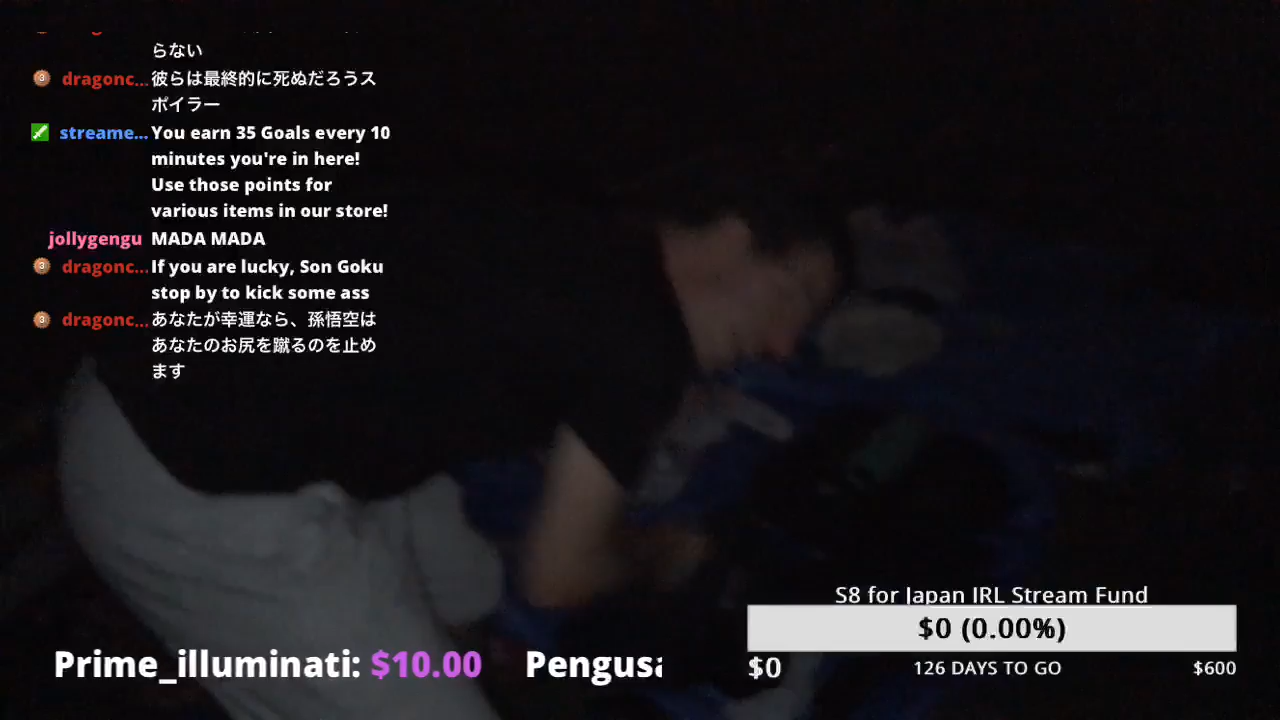 らない
dragonc... 彼らは最終的に死ぬだろうス
ポイラー
streame... You earn 35 Goals every 10
minutes you're in here!
Use those points for
various items in our store!
jollygengu MADA MADA
dragonc... If you are lucky, Son Goku
stop by to kick some ass
dragonc... あなたが幸運なら、孫悟空は
あなたのお尻を蹴るのを止め
ます
S8 for Japan IRL Stream Fund
$0 (0.00%)
$0 126 DAYS TO GO $600
Prime_illuminati: $10.00 Pengusa